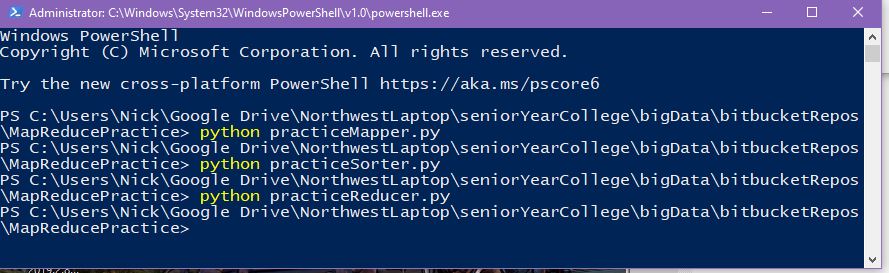 Administrator: C:\Windows\System32\WindowsPowerShell\v1.0\powershell.exe
Windows PowerShell
Copyright (C) Microsoft Corporation. All rights reserved.
Try the new cross-platform PowerShell https://aka.ms/pscore6
PS C:\Users\Nick\Google Drive\NorthwestLaptop\seniorYearCollege\bigData\bitbucketRepos
\MapReducePractice> python practiceMapper.py
PS C:\Users\Nick\Google Drive\NorthwestLaptop\seniorYearCollege\bigData\bitbucketRepos
\MapReducePractice> python practiceSorter.py
PS C:\Users\Nick\Google Drive\NorthwestLaptop\seniorYearCollege\bigData\bitbucketRepos
\MapReducePractice> python practiceReducer.py
PS C:\Users\Nick\Google Drive\NorthwestLaptop\seniorYearCollege\bigData\bitbucketRepos
\MapReducePractice>